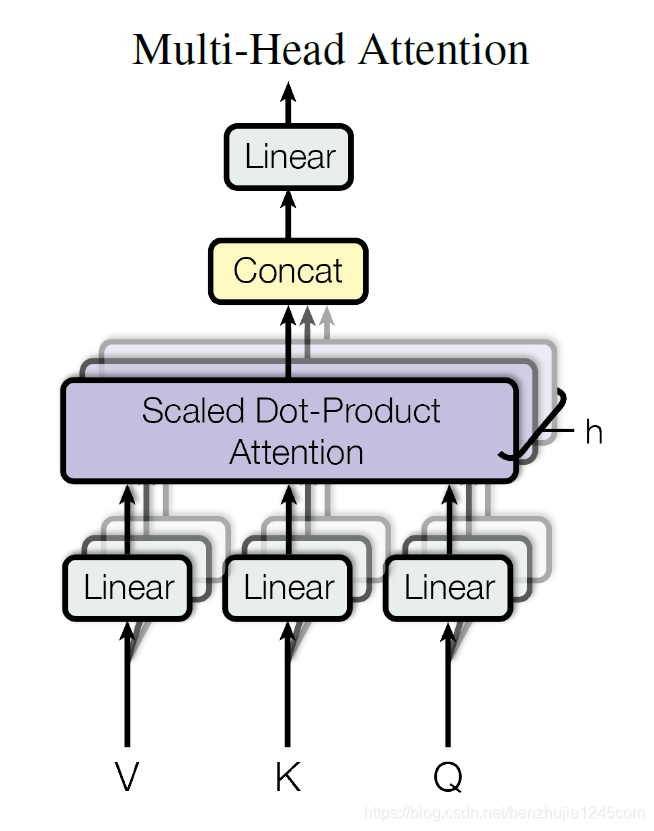 Multi-Head Attention
Linear
Concat
Scaled Dot-Product
Attention
h
Linear
Linear
Linear
V
K
Q
https://blog.csdn.net/benzhujie1245com